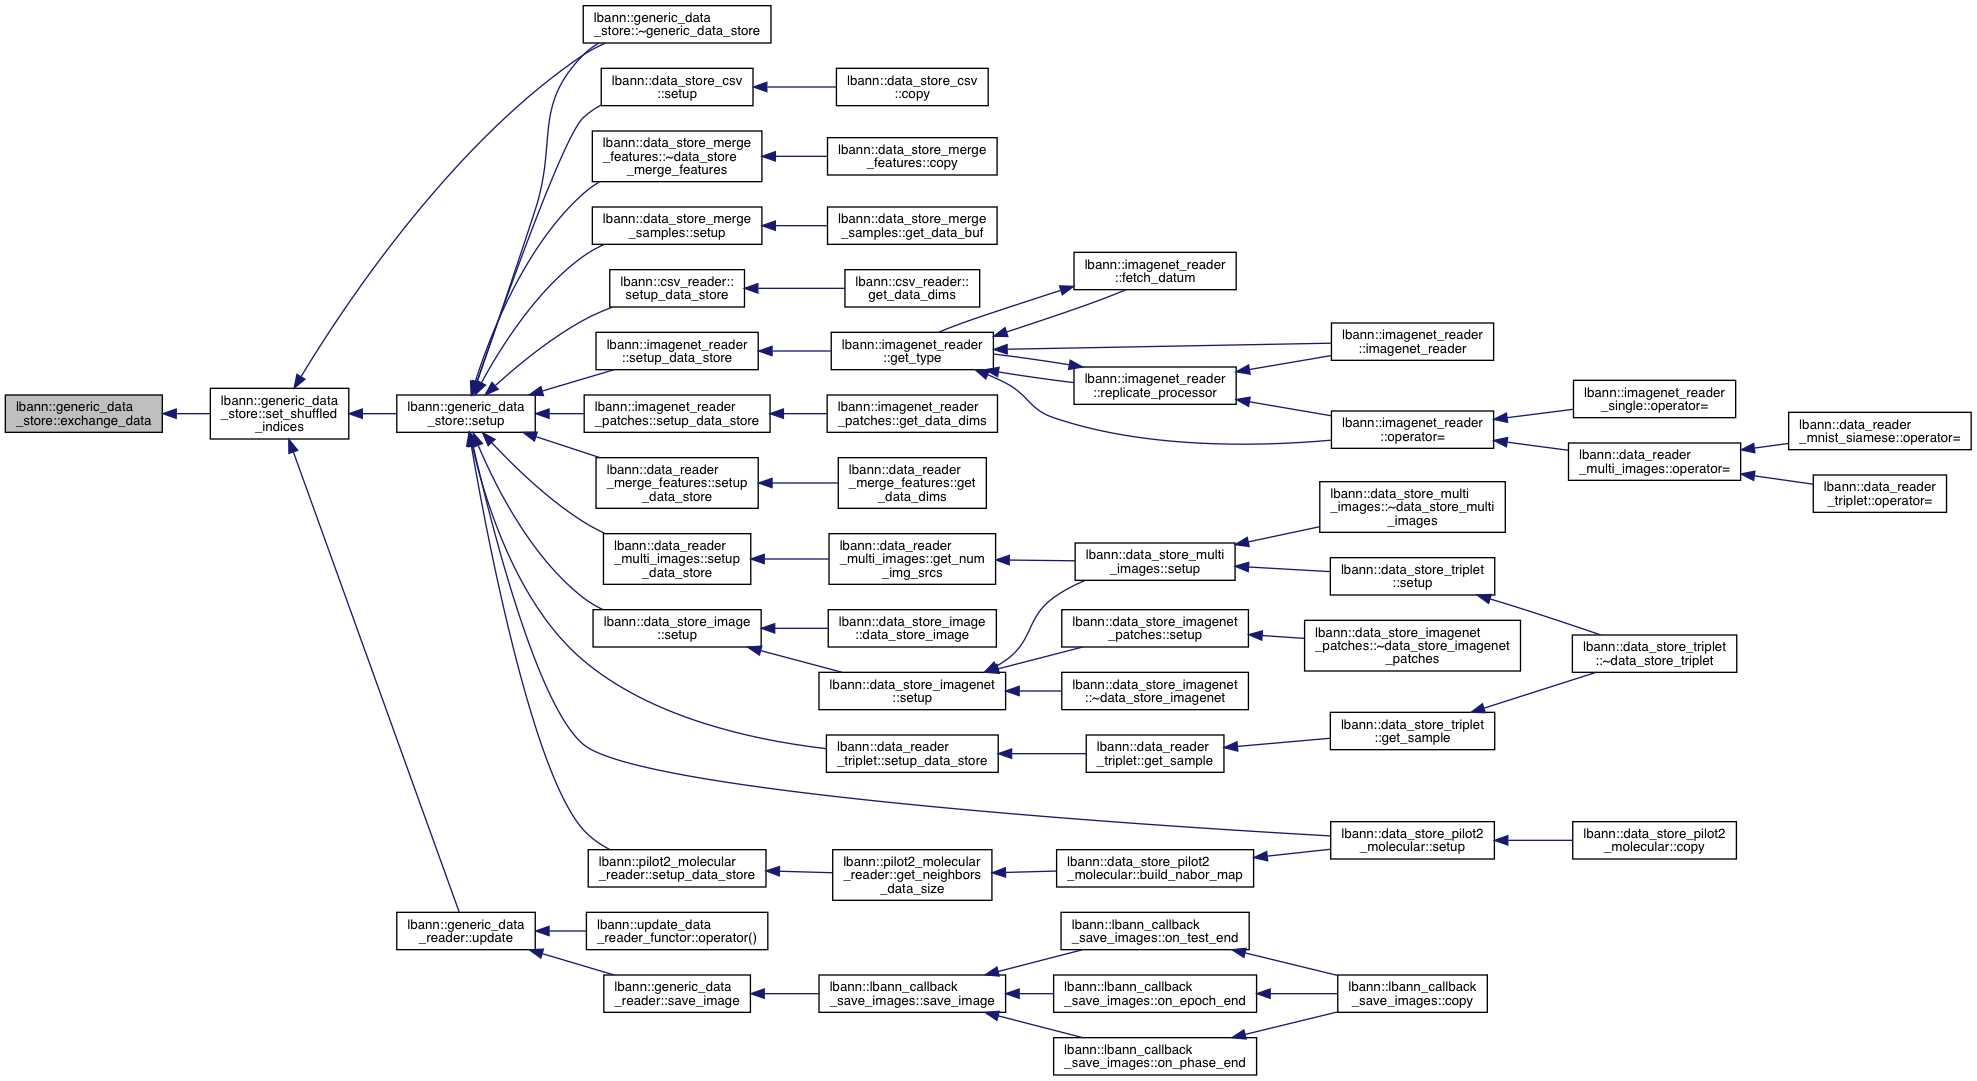 lbann::generic_data
_store::~generic_data_store
lbann::data_store_csv
::setup
lbann::data_store_csv
::copy
lbann::data_store_merge
_features::~data_store
_merge_features
lbann::data_store_merge
_features::copy
lbann::data_store_merge
_samples::setup
lbann::data_store_merge
_samples::get_data_buf
lbann::csv_reader::
setup_data_store
lbann::csv_reader::
get_data_dims
lbann::imagenet_reader
::fetch_datum
lbann::imagenet_reader
::setup_data_store
lbann::imagenet_reader
::get_type
lbann::imagenet_reader
::imagenet_reader
lbann::imagenet_reader
::replicate_processor
lbann::generic_data
_store::exchange_data
lbann::generic_data
_store::set_shuffled
_indices
lbann::generic_data
_store::setup
lbann::imagenet_reader
_patches::setup_data_store
lbann::imagenet_reader
_patches::get_data_dims
lbann::imagenet_reader
::operator=
lbann::imagenet_reader
_single::operator=
lbann::data_reader
_multi_images::operator=
lbann::data_reader
_mnist_siamese::operator=
lbann::data_reader
_triplet::operator=
lbann::data_reader
_merge_features::setup
_data_store
lbann::data_reader
_merge_features::get
_data_dims
lbann::data_store_multi
_images::~data_store_multi
_images
lbann::data_reader
_multi_images::setup
_data_store
lbann::data_reader
_multi_images::get_num
_img_srcs
lbann::data_store_multi
_images::setup
lbann::data_store_triplet
::setup
lbann::data_store_image
::setup
lbann::data_store_image
::data_store_image
lbann::data_store_imagenet
_patches::setup
lbann::data_store_imagenet
_patches::~data_store_imagenet
_patches
lbann::data_store_triplet
::~data_store_triplet
lbann::data_store_imagenet
::setup
lbann::data_store_imagenet
::~data_store_imagenet
lbann::data_store_triplet
::get_sample
lbann::data_reader
_triplet::setup_data_store
lbann::data_reader
_triplet::get_sample
lbann::data_store_pilot2
_molecular::setup
lbann::data_store_pilot2
_molecular::copy
lbann::pilot2_molecular
_reader::setup_data_store
lbann::pilot2_molecular
_reader::get_neighbors
_data_size
lbann::data_store_pilot2
_molecular::build_nabor_map
lbann::generic_data
_reader::update
lbann::update_data
_reader_functor::operator()
lbann::lbann_callback
_save_images::on_test_end
lbann::generic_data
_reader::save_image
lbann::lbann_callback
_save_images::save_image
lbann::lbann_callback
_save_images::on_epoch_end
lbann::lbann_callback
_save_images::copy
lbann::lbann_callback
_save_images::on_phase_end